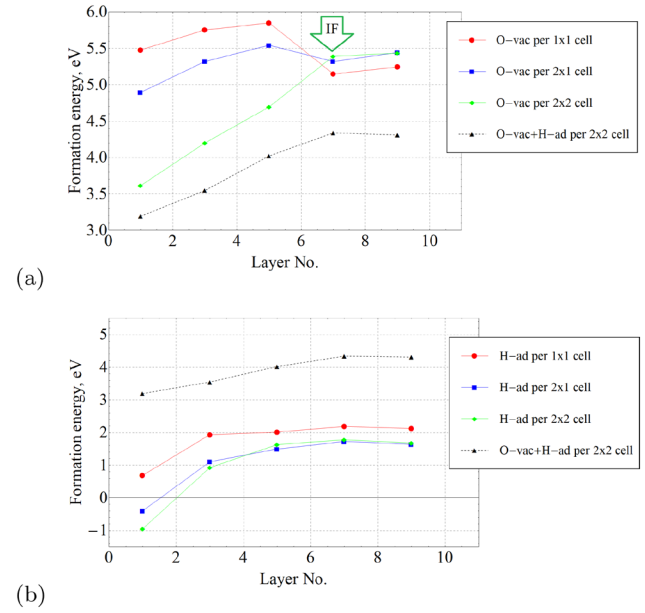 6.0
5.5
5.0
4.5
4.0
3.5
3.0
Formation energy, eV
IF
0
2
4
6
8
10
Layer No.
O-vac per 1x1 cell
O-vac per 2x1 cell
O-vac per 2x2 cell
O-vac+H-ad per 2x2 cell
(a)
5
4
3
2
1
0
-1
Formation energy, eV
0
2
4
6
8
10
Layer No.
H-ad per 1x1 cell
H-ad per 2x1 cell
H-ad per 2x2 cell
O-vac+H-ad per 2x2 cell
(b)